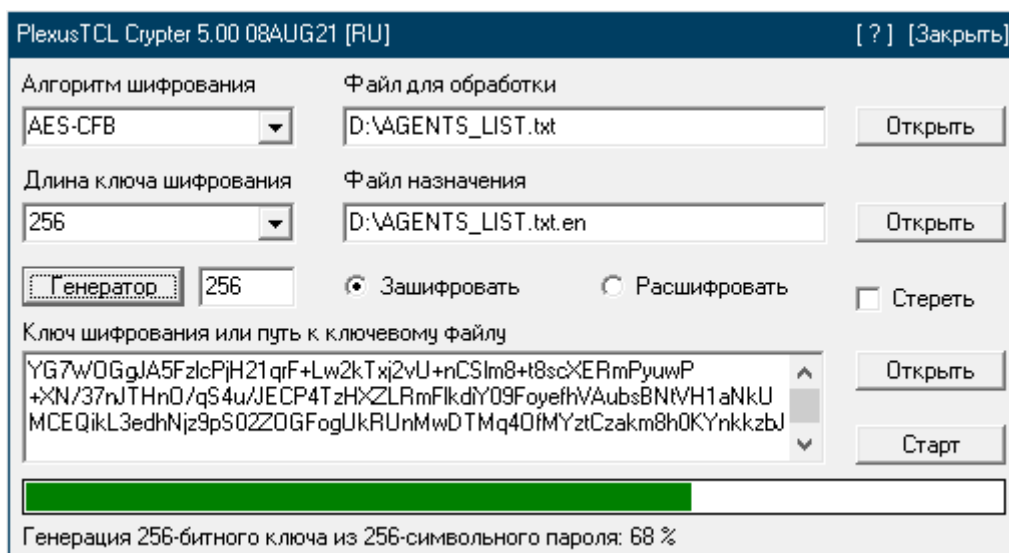 PlexusTCL Crypter 5.00 08AUG21 [RU] [ ? ] [Закрыть]
Алгоритм шифрования Файл для обработки
AES-CFB D:\AGENTS_LIST.txt Открыть
Длина ключа шифрования Файл назначения
256 D:\AGENTS_LIST.txt.en Открыть
Генератор 256 Зашифровать Расшифровать Стереть
Ключ шифрования или путь к ключевому файлу
YG7WOGgJA5FzlcPjH21qrF+Lw2kTxj2vU+nCSlm8+t8scXERmPyuwP
+XN/37nJTHnO/qS4u/JECP4TzHXZLRmFlkdiY09FoyefhVAubsBNtVH1aNkU
MCEQikL3edhNjz9pS02ZOGFogUkRUnMwDTMq4OfMYztCzakm8h0KYnkkzbJ
Открыть
Старт
Генерация 256-битного ключа из 256-символьного пароля: 68 %